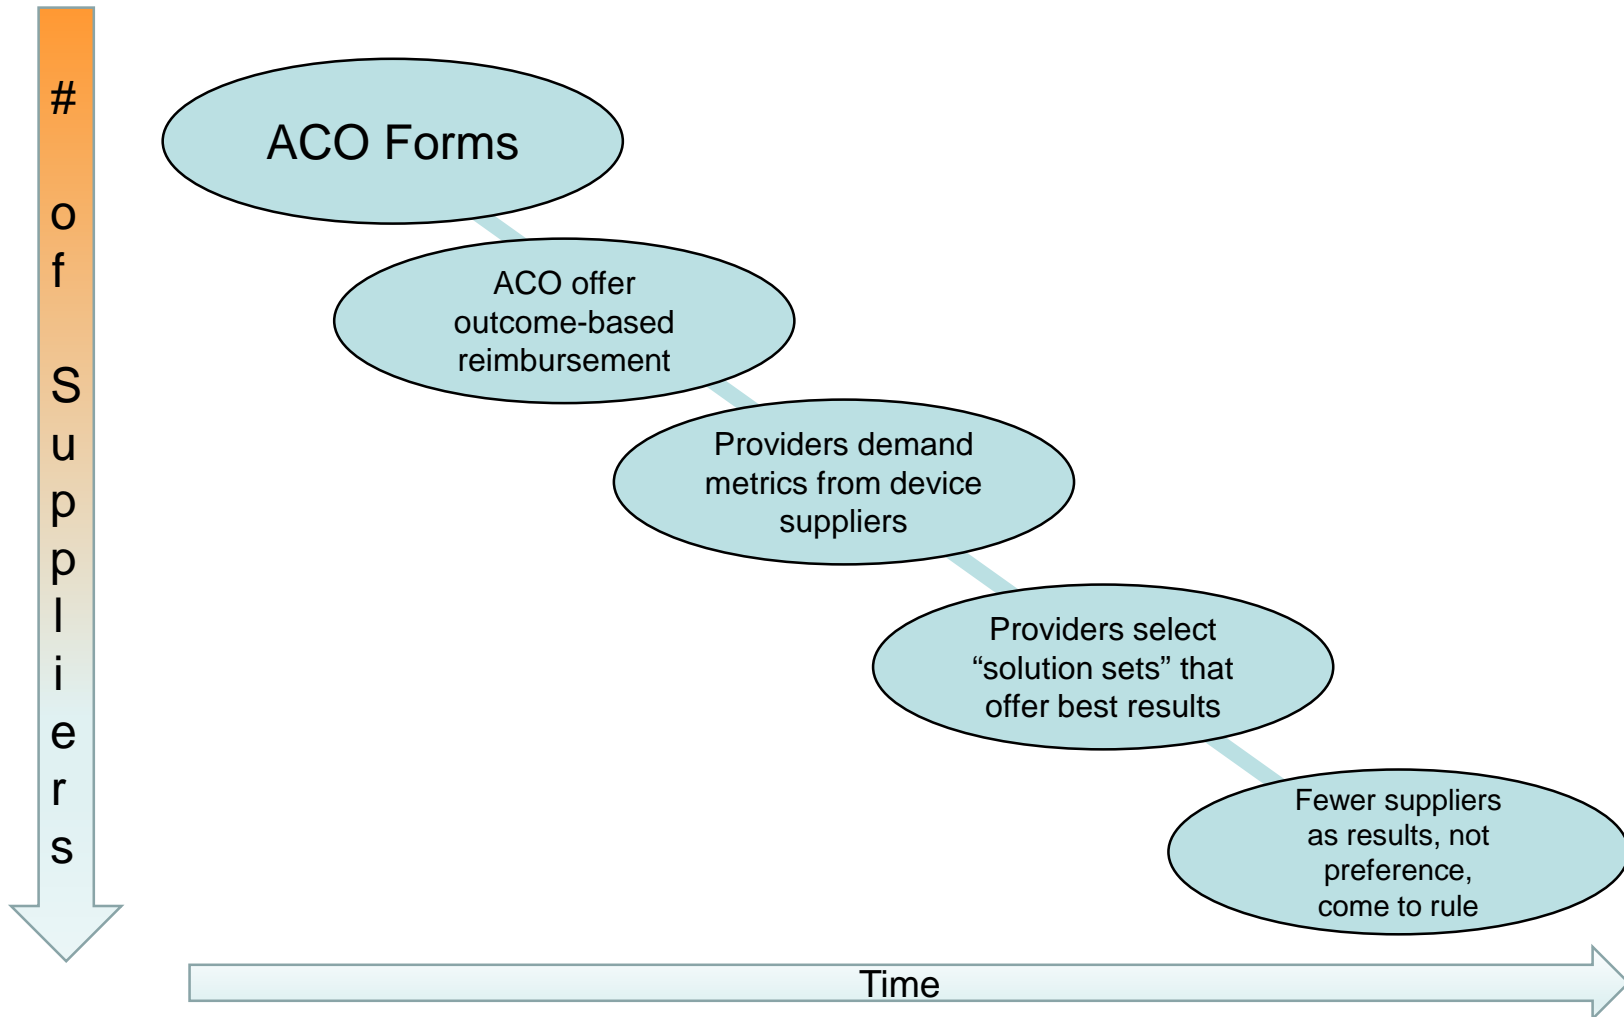 # of Suppliers
ACO Forms
ACO offer
outcome-based
reimbursement
Providers demand
metrics from device
suppliers
Providers select
“solution sets” that
offer best results
Fewer suppliers
as results, not
preference,
come to rule
Time